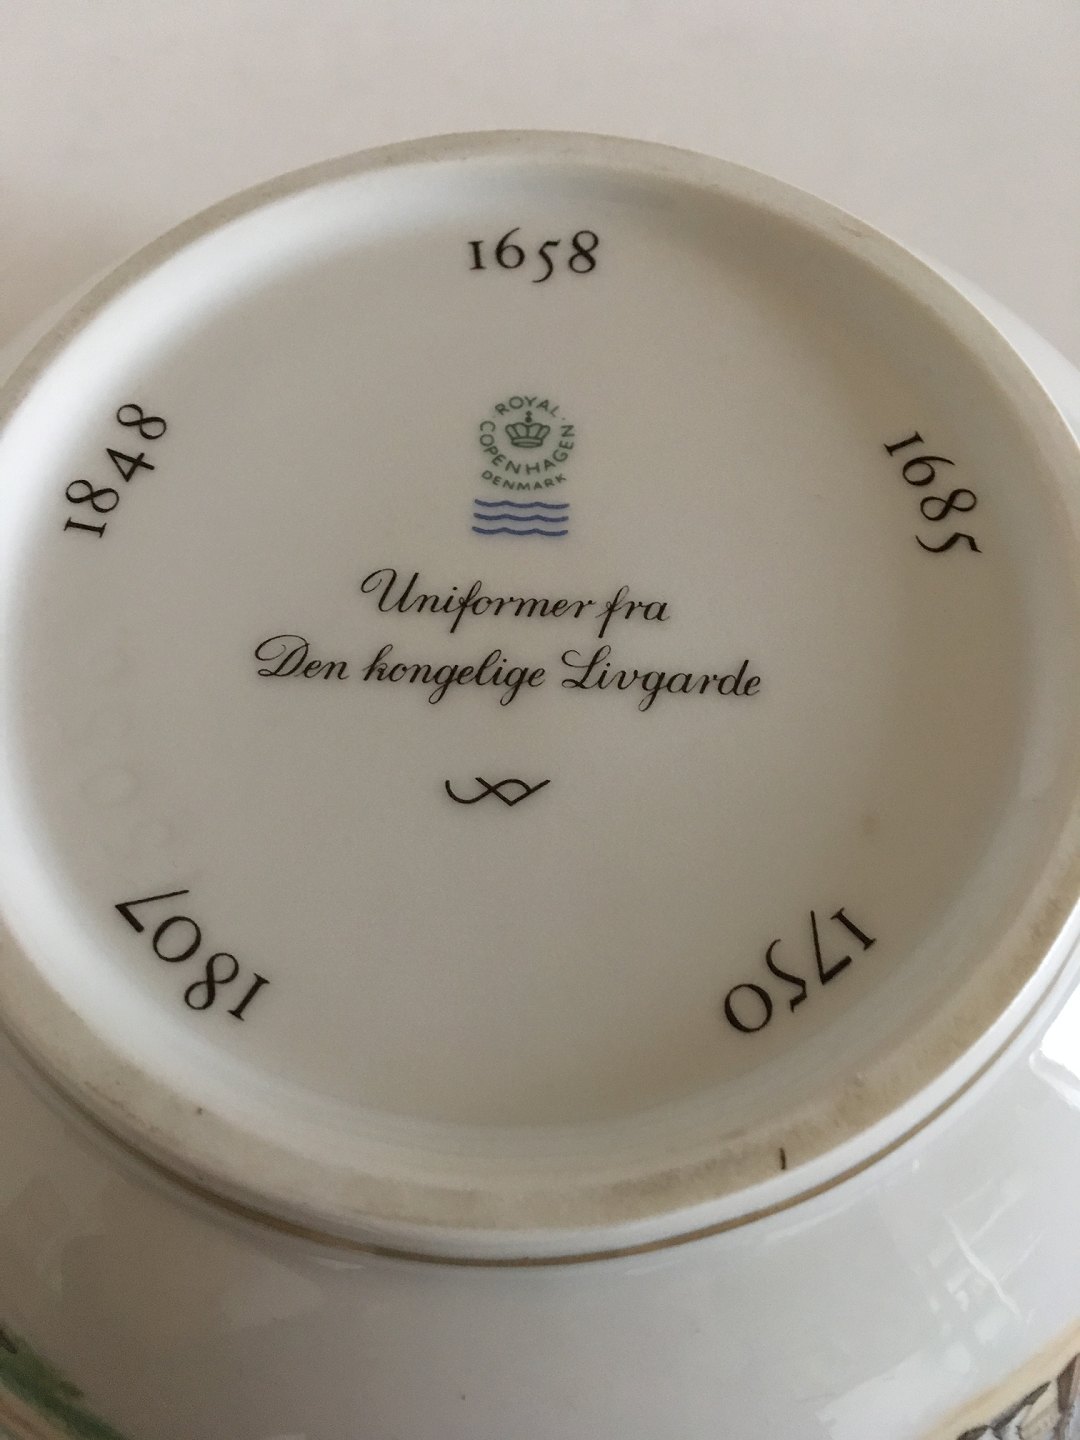 1658
1685
1750
1807
1848
ROYAL
COPENHAGEN
DENMARK
Uniformer fra
Den kongelige Livgarde